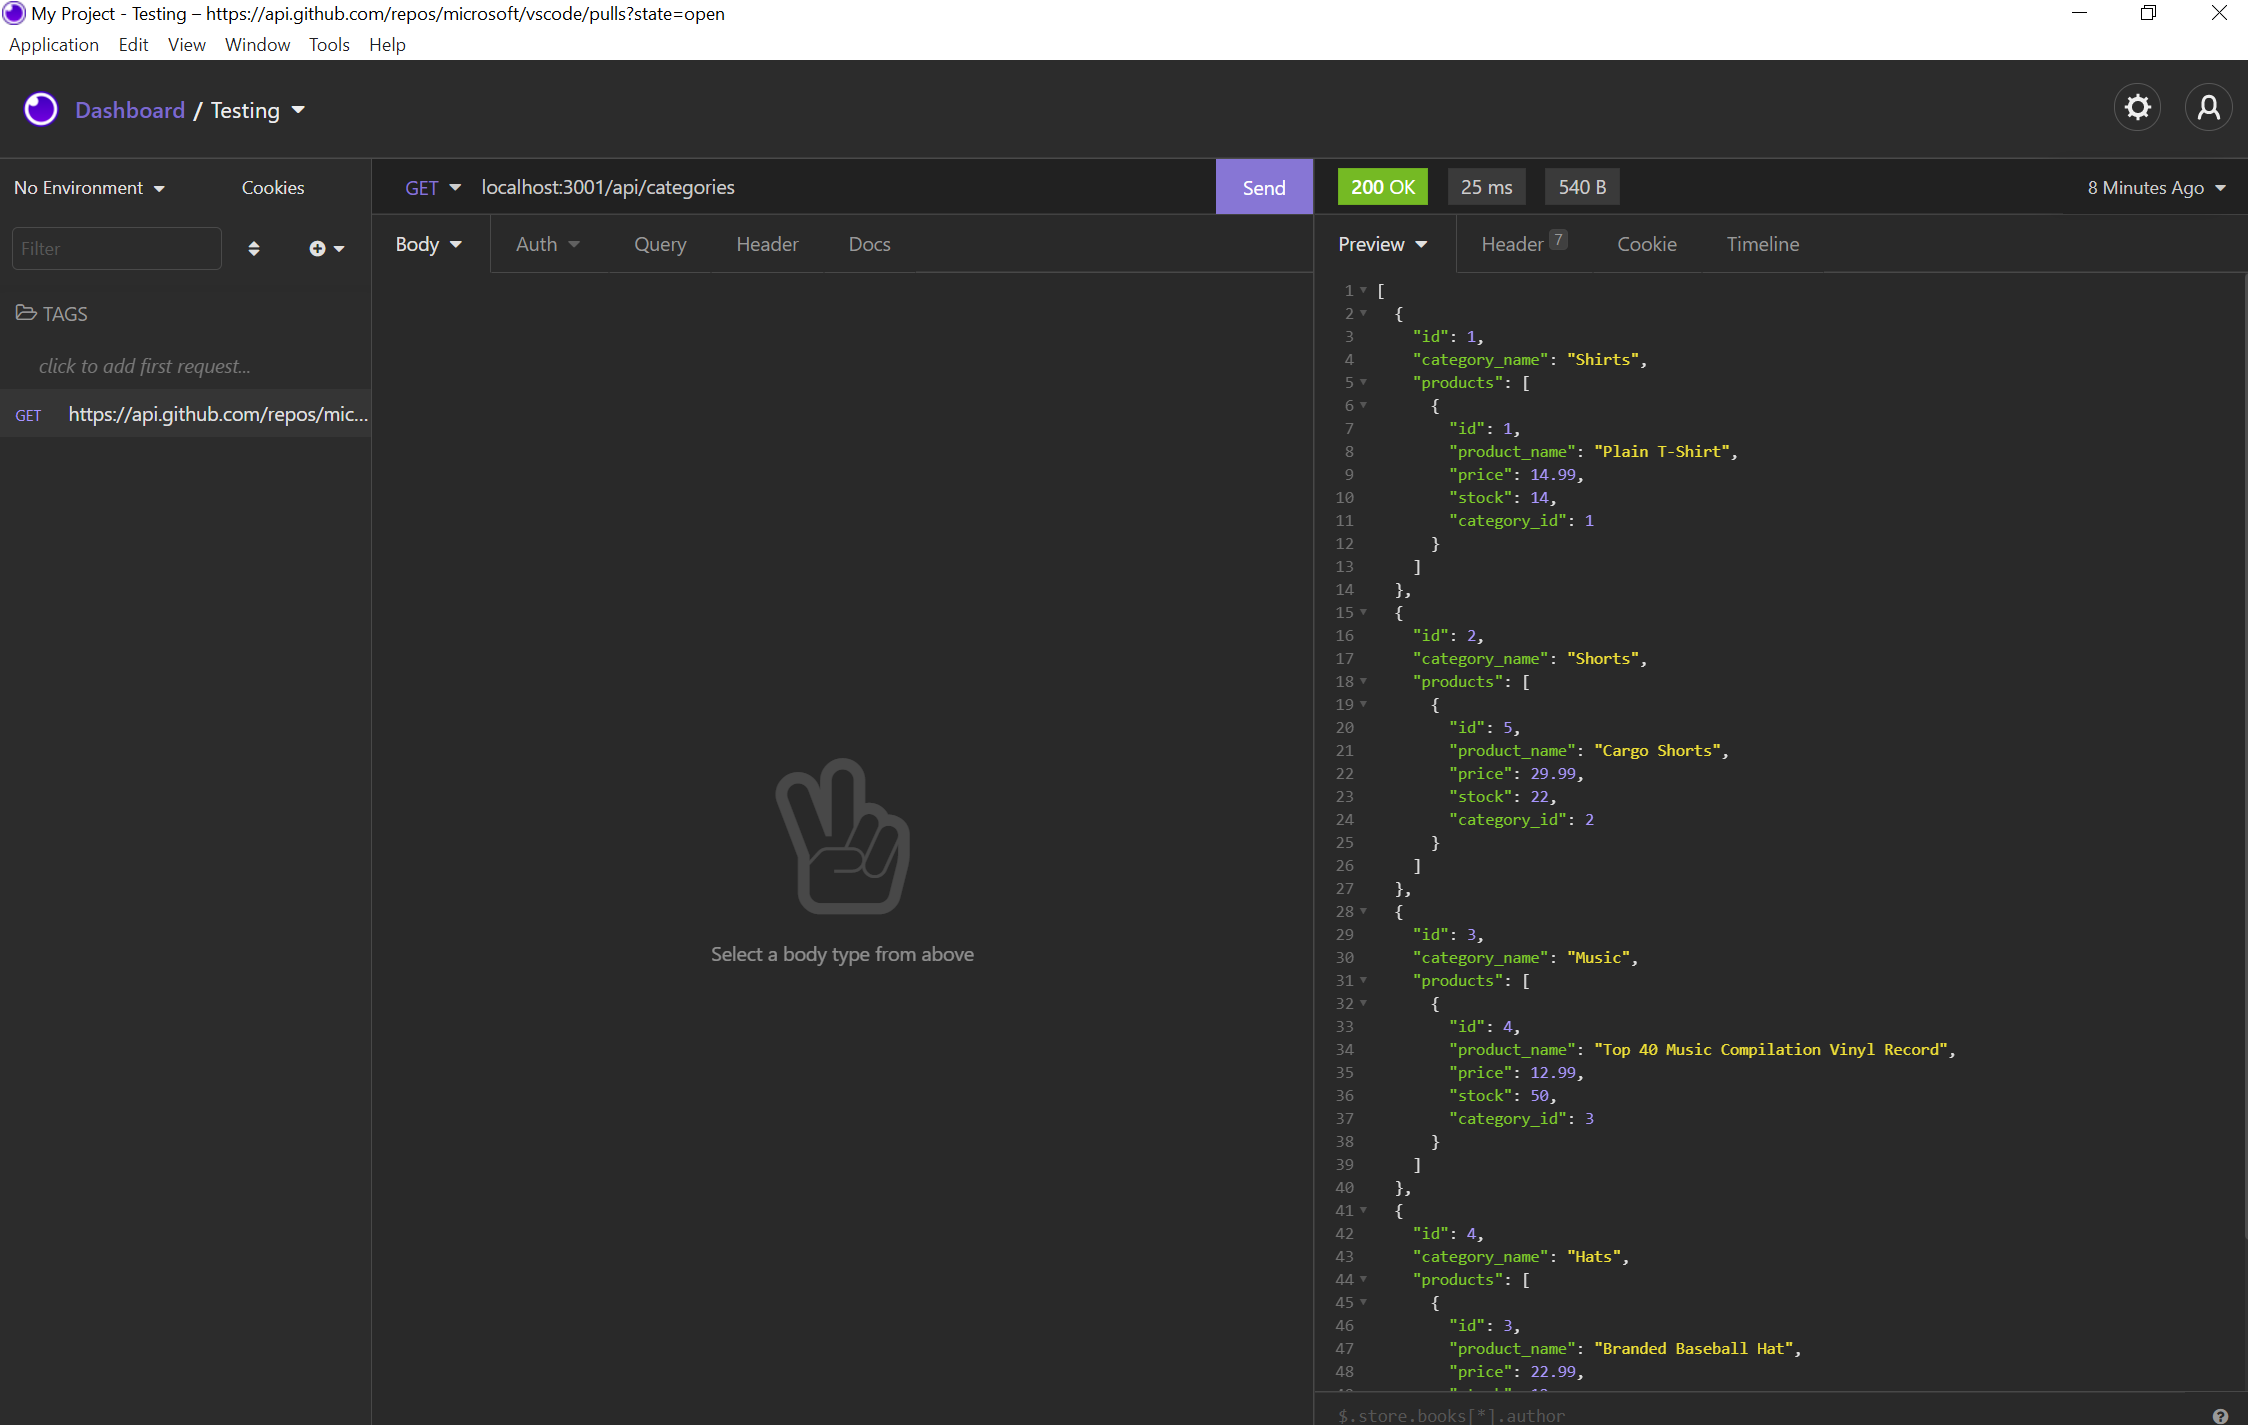 My Project - Testing – https://api.github.com/repos/microsoft/vscode/pulls?state=open
Application Edit View Window Tools Help
Dashboard / Testing
No Environment Cookies
GET localhost:3001/api/categories Send
200 OK 25 ms 540 B 8 Minutes Ago
Filter
Body Auth Query Header Docs
Preview Header 7 Cookie Timeline
TAGS
click to add first request...
GET https://api.github.com/repos/mic...
Select a body type from above
1 [
2 {
3 "id": 1,
4 "category_name": "Shirts",
5 "products": [
6 {
7 "id": 1,
8 "product_name": "Plain T-Shirt",
9 "price": 14.99,
10 "stock": 14,
11 "category_id": 1
12 }
13 ]
14 },
15 {
16 "id": 2,
17 "category_name": "Shorts",
18 "products": [
19 {
20 "id": 5,
21 "product_name": "Cargo Shorts",
22 "price": 29.99,
23 "stock": 22,
24 "category_id": 2
25 }
26 ]
27 },
28 {
29 "id": 3,
30 "category_name": "Music",
31 "products": [
32 {
33 "id": 4,
34 "product_name": "Top 40 Music Compilation Vinyl Record",
35 "price": 12.99,
36 "stock": 50,
37 "category_id": 3
38 }
39 ]
40 },
41 {
42 "id": 4,
43 "category_name": "Hats",
44 "products": [
45 {
46 "id": 3,
47 "product_name": "Branded Baseball Hat",
48 "price": 22.99,
$.store.books[*].author